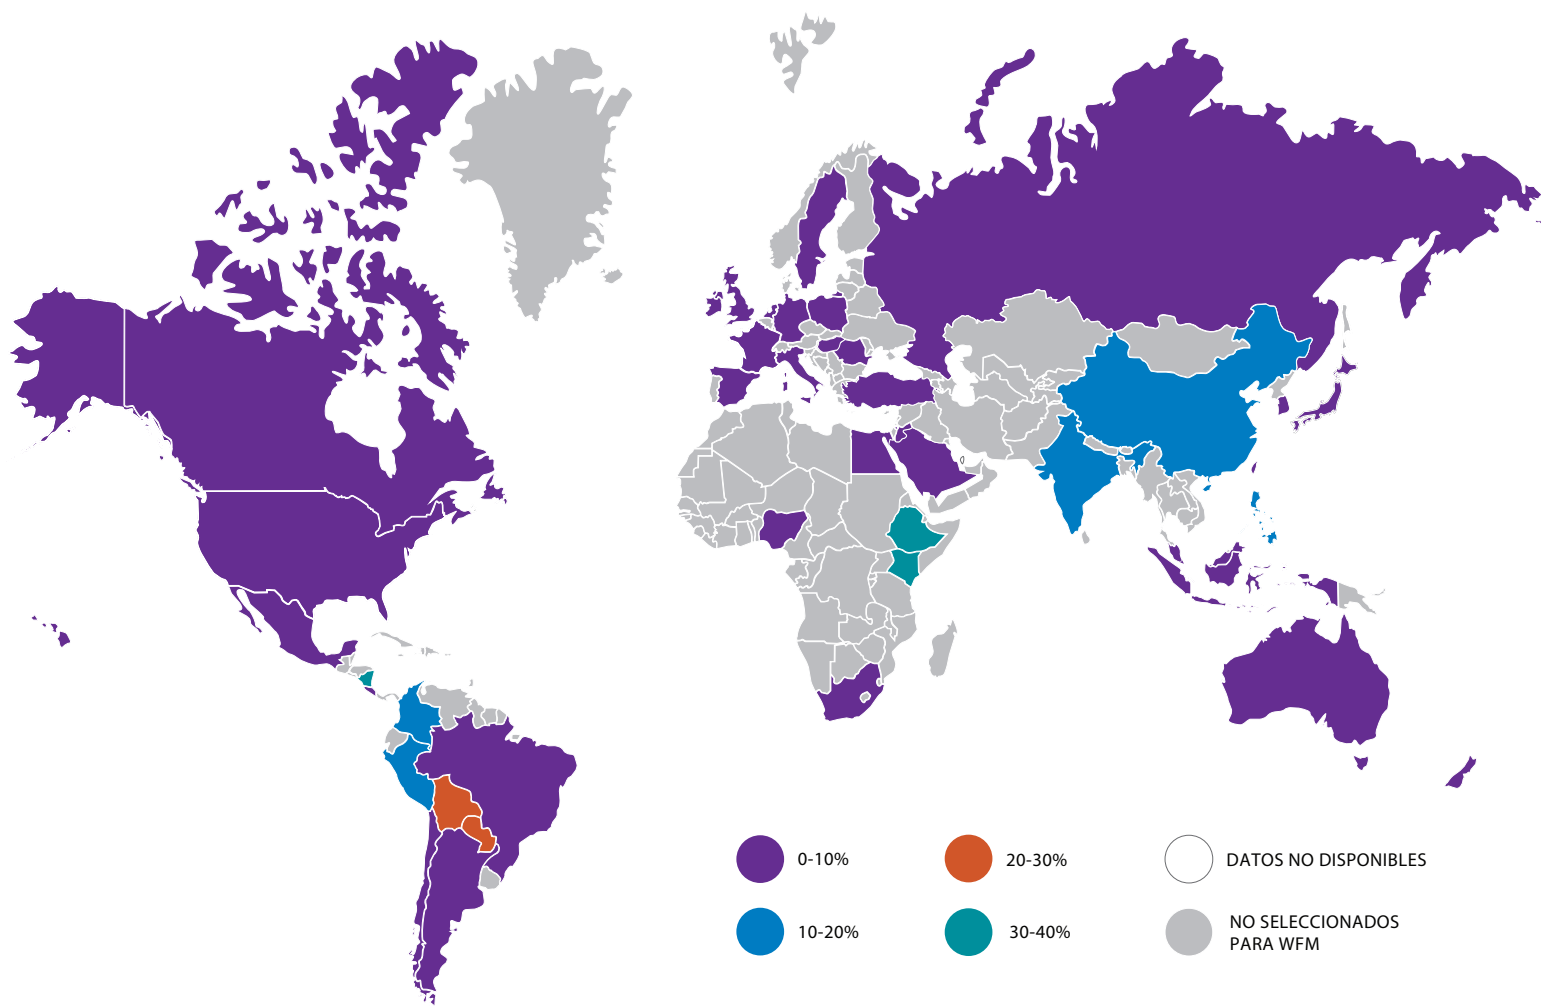 0-10%
20-30%
DATOS NO DISPONIBLES
10-20%
30-40%
NO SELECCIONADOS
PARA WFM